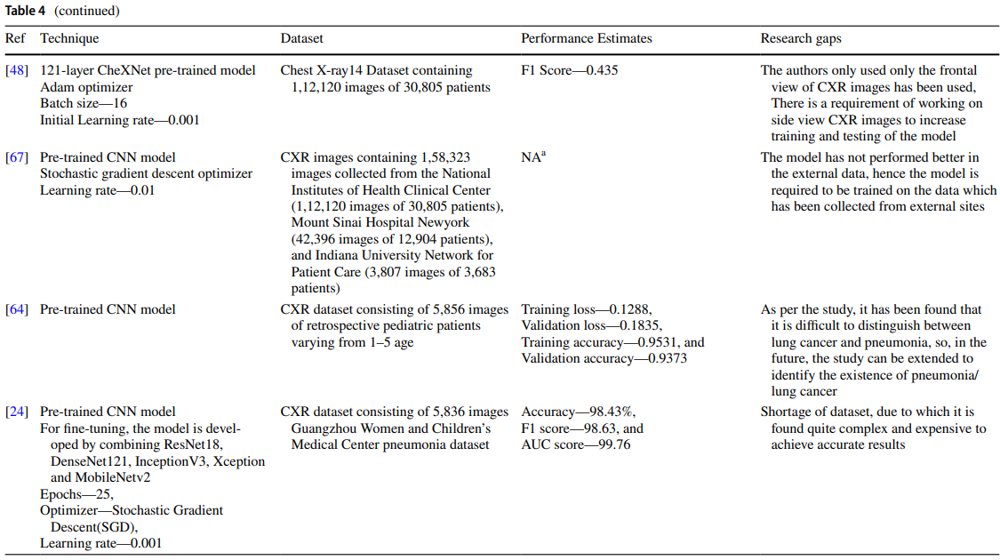 Table 4 (continued)
Ref Technique Dataset Performance Estimates Research gaps
[48] 121-layer CheXNet pre-trained model
Adam optimizer
Batch size—16
Initial Learning rate—0.001
Chest X-ray14 Dataset containing
1,12,120 images of 30,805 patients
F1 Score—0.435
The authors only used only the frontal
view of CXR images has been used,
There is a requirement of working on
side view CXR images to increase
training and testing of the model
[67] Pre-trained CNN model
Stochastic gradient descent optimizer
Learning rate—0.01
CXR images containing 1,58,323
images collected from the National
Institutes of Health Clinical Center
(1,12,120 images of 30,805 patients),
Mount Sinai Hospital Newyork
(42,396 images of 12,904 patients),
and Indiana University Network for
Patient Care (3,807 images of 3,683
patients)
NAa
The model has not performed better in
the external data, hence the model is
required to be trained on the data which
has been collected from external sites
[64] Pre-trained CNN model
CXR dataset consisting of 5,856 images
of retrospective pediatric patients
varying from 1–5 age
Training loss—0.1288,
Validation loss—0.1835,
Training accuracy—0.9531, and
Validation accuracy—0.9373
As per the study, it has been found that
it is difficult to distinguish between
lung cancer and pneumonia, so, in the
future, the study can be extended to
identify the existence of pneumonia/
lung cancer
[24] Pre-trained CNN model
For fine-tuning, the model is devel-
oped by combining ResNet18,
DenseNet121, InceptionV3, Xception
and MobileNetv2
Epochs—25,
Optimizer—Stochastic Gradient
Descent(SGD),
Learning rate—0.001
CXR dataset consisting of 5,836 images
Guangzhou Women and Children's
Medical Center pneumonia dataset
Accuracy—98.43%,
F1 score—98.63, and
AUC score—99.76
Shortage of dataset, due to which it is
found quite complex and expensive to
achieve accurate results